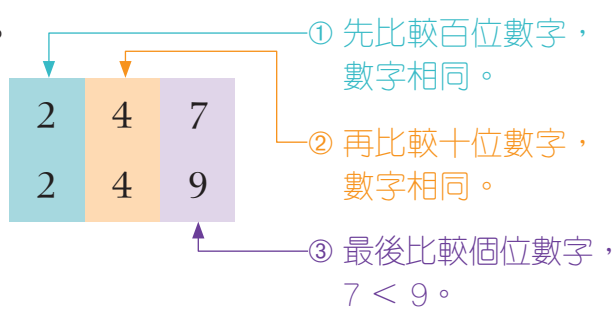 ① 先比較百位數字，
數字相同。
2 4 7
② 再比較十位數字，
2 4 9
數字相同。
③ 最後比較個位數字，
7 < 9。